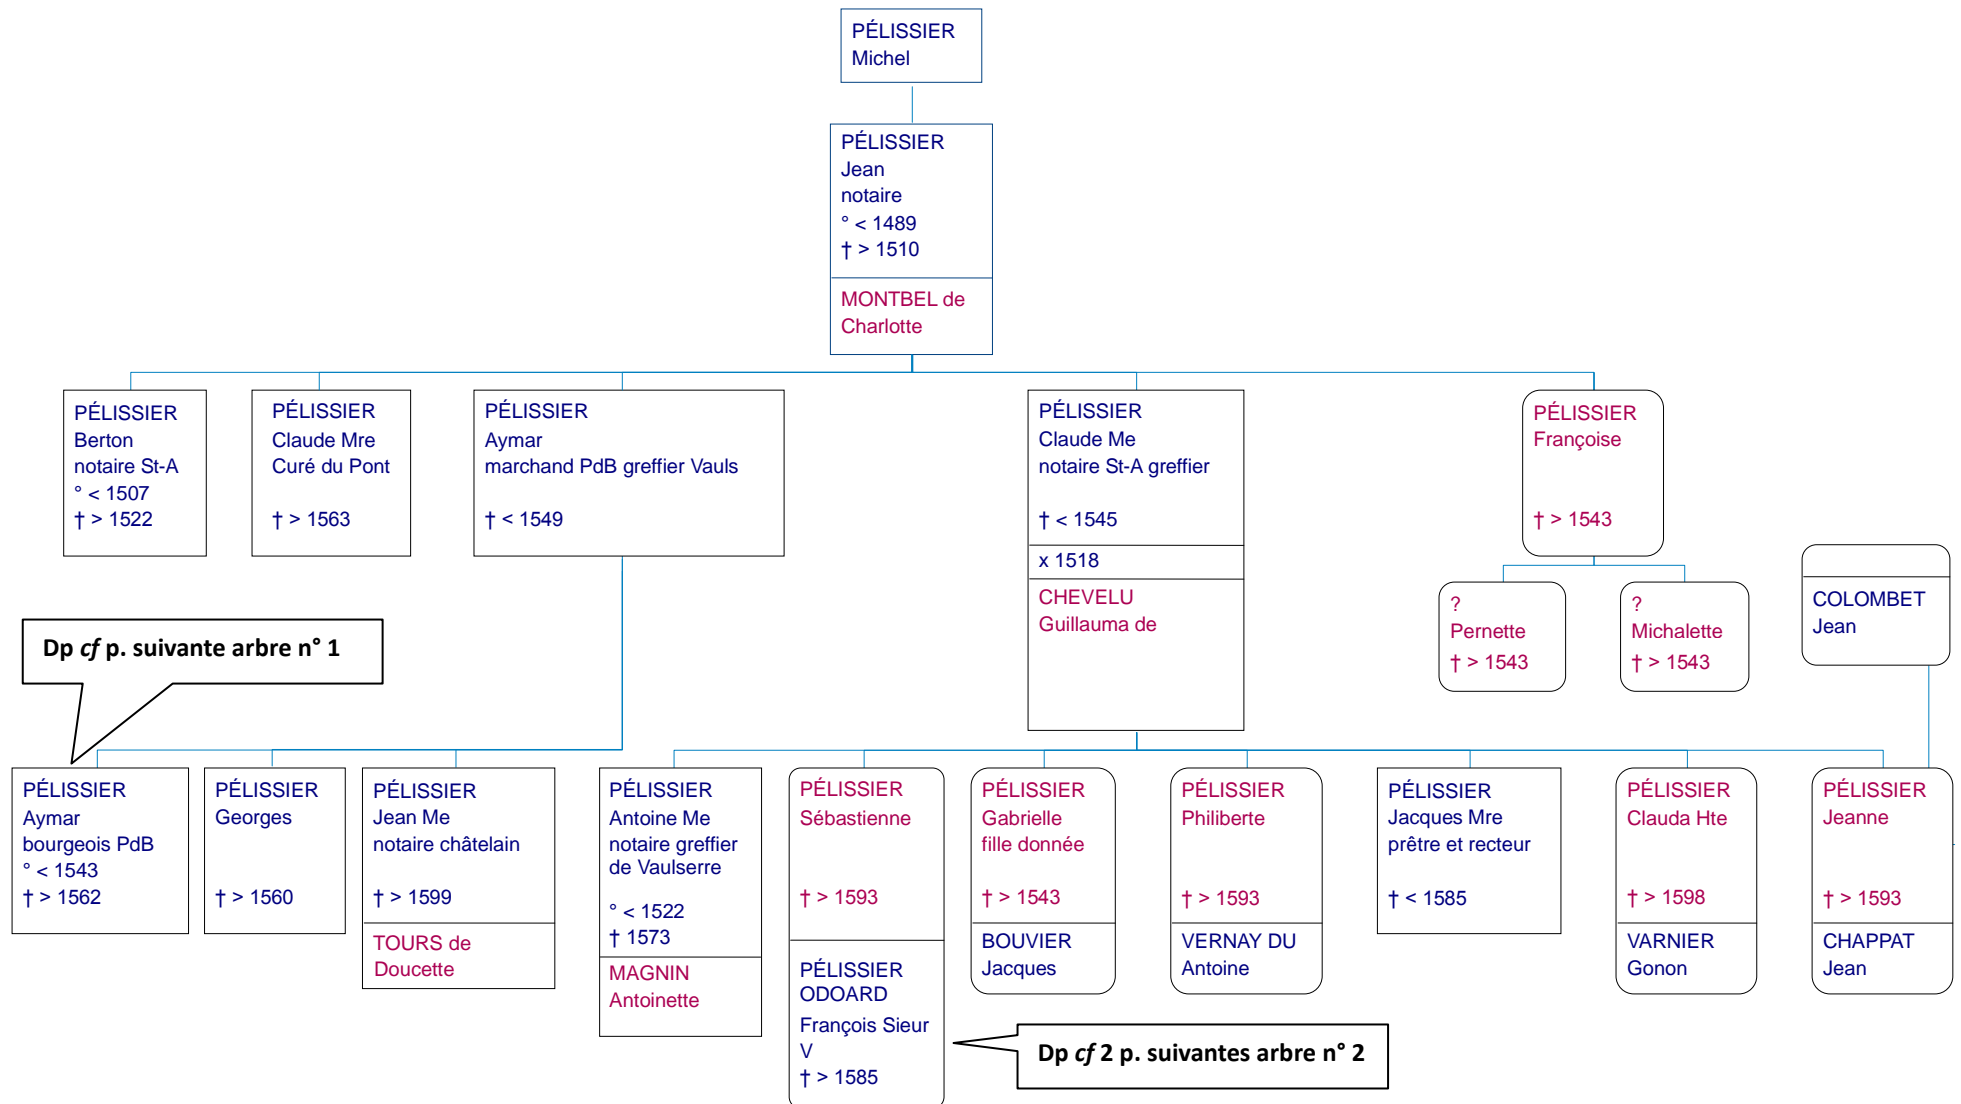 PÉLISSIER
Michel
PÉLISSIER
Jean
notaire
° < 1489
† > 1510
MONTBEL de
Charlotte
PÉLISSIER
Berton
notaire St-A
° < 1507
† > 1522
PÉLISSIER
Claude Mre
Curé du Pont
† > 1563
PÉLISSIER
Aymar
marchand PdB greffier Vauls
† < 1549
PÉLISSIER
Claude Me
notaire St-A greffier
† < 1545
x 1518
CHEVELU
Guillauma de
PÉLISSIER
Françoise
† > 1543
?
Pernette
† > 1543
?
Michalette
† > 1543
COLOMBET
Jean
Dp cf p. suivante arbre n° 1
PÉLISSIER
Aymar
bourgeois PdB
° < 1543
† > 1562
PÉLISSIER
Georges
† > 1560
PÉLISSIER
Jean Me
notaire châtelain
† > 1599
TOURS de
Doucette
PÉLISSIER
Antoine Me
notaire greffier
de Vaulserre
° < 1522
† 1573
MAGNIN
Antoinette
PÉLISSIER
Sébastienne
† > 1593
PÉLISSIER
ODOARD
François Sieur
V
† > 1585
PÉLISSIER
Gabrielle
fille donnée
† > 1543
BOUVIER
Jacques
PÉLISSIER
Philiberte
† > 1593
VERNAY DU
Antoine
PÉLISSIER
Jacques Mre
prêtre et recteur
† < 1585
PÉLISSIER
Clauda Hte
† > 1598
VARNIER
Gonon
PÉLISSIER
Jeanne
† > 1593
CHAPPAT
Jean
Dp cf 2 p. suivantes arbre n° 2